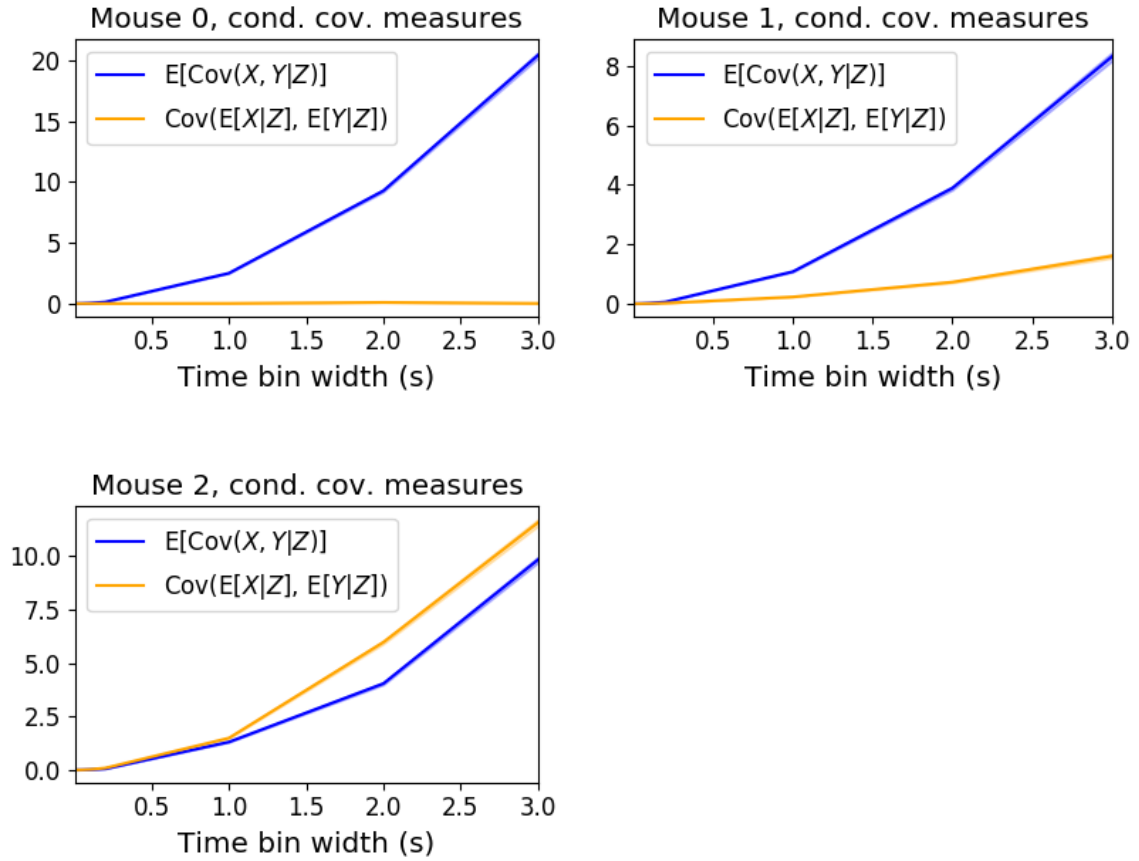 Mouse 0, cond. cov. measures
20
15
10
5
0
E[Cov(X, Y|Z)]
Cov(E[X|Z], E[Y|Z])
0.5 1.0 1.5 2.0 2.5 3.0
Time bin width (s)
Mouse 1, cond. cov. measures
8
6
4
2
0
E[Cov(X, Y|Z)]
Cov(E[X|Z], E[Y|Z])
0.5 1.0 1.5 2.0 2.5 3.0
Time bin width (s)
Mouse 2, cond. cov. measures
10.0
7.5
5.0
2.5
0.0
E[Cov(X, Y|Z)]
Cov(E[X|Z], E[Y|Z])
0.5 1.0 1.5 2.0 2.5 3.0
Time bin width (s)